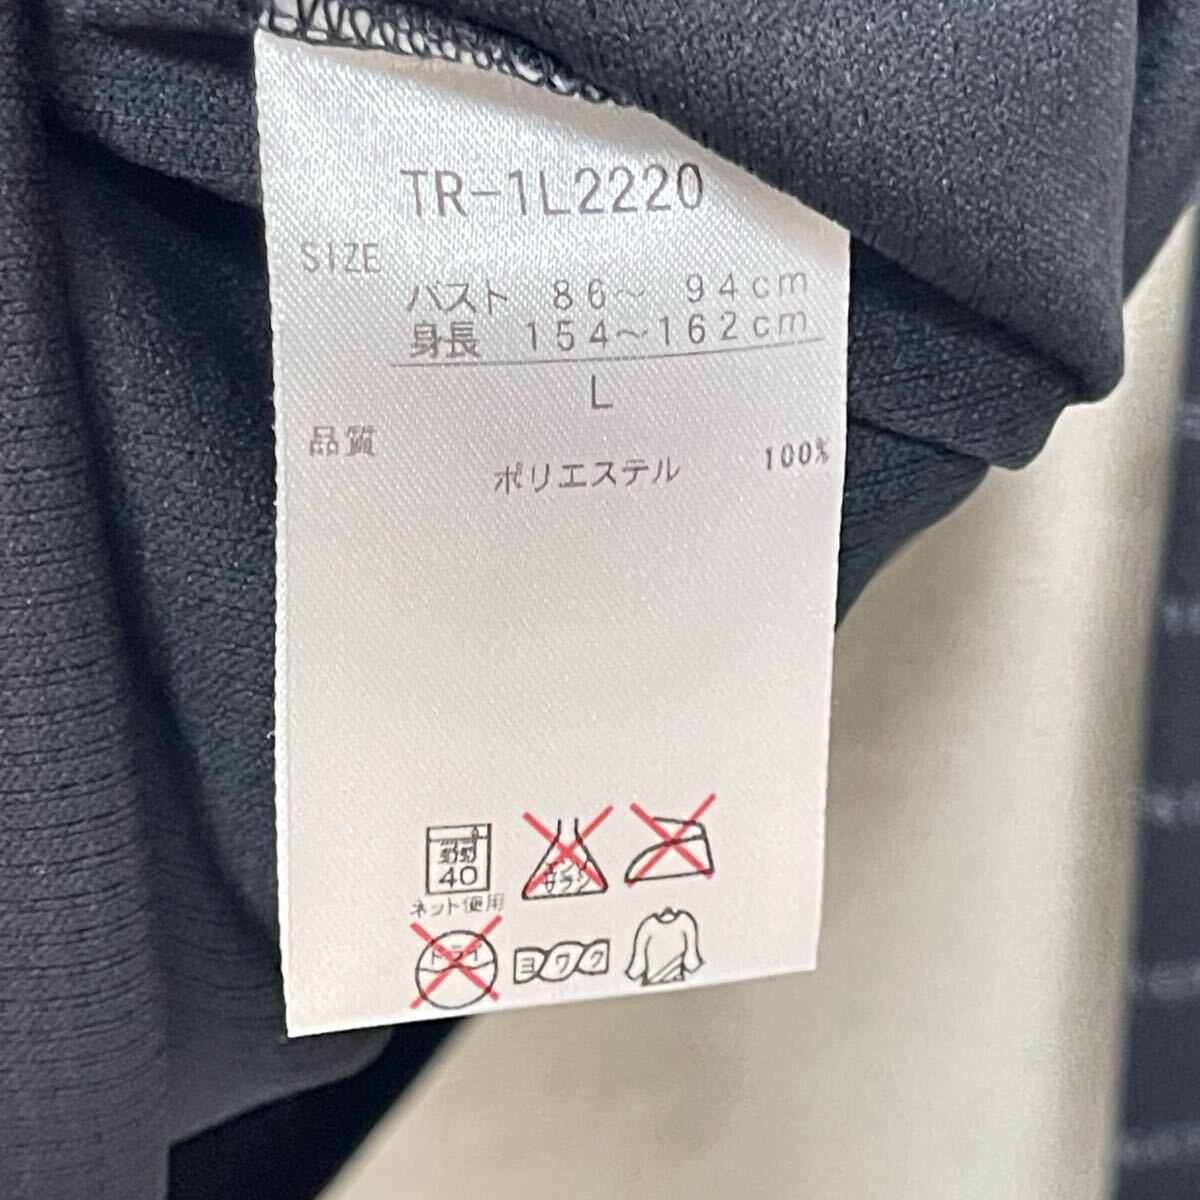 TR-1L2220
SIZE
バスト 86～ 94cm
身長 154～162cm
L
品質
ポリエステル 100%
弱
40
ネット使用
エンソ
サラシ
ドライ
ヨワク